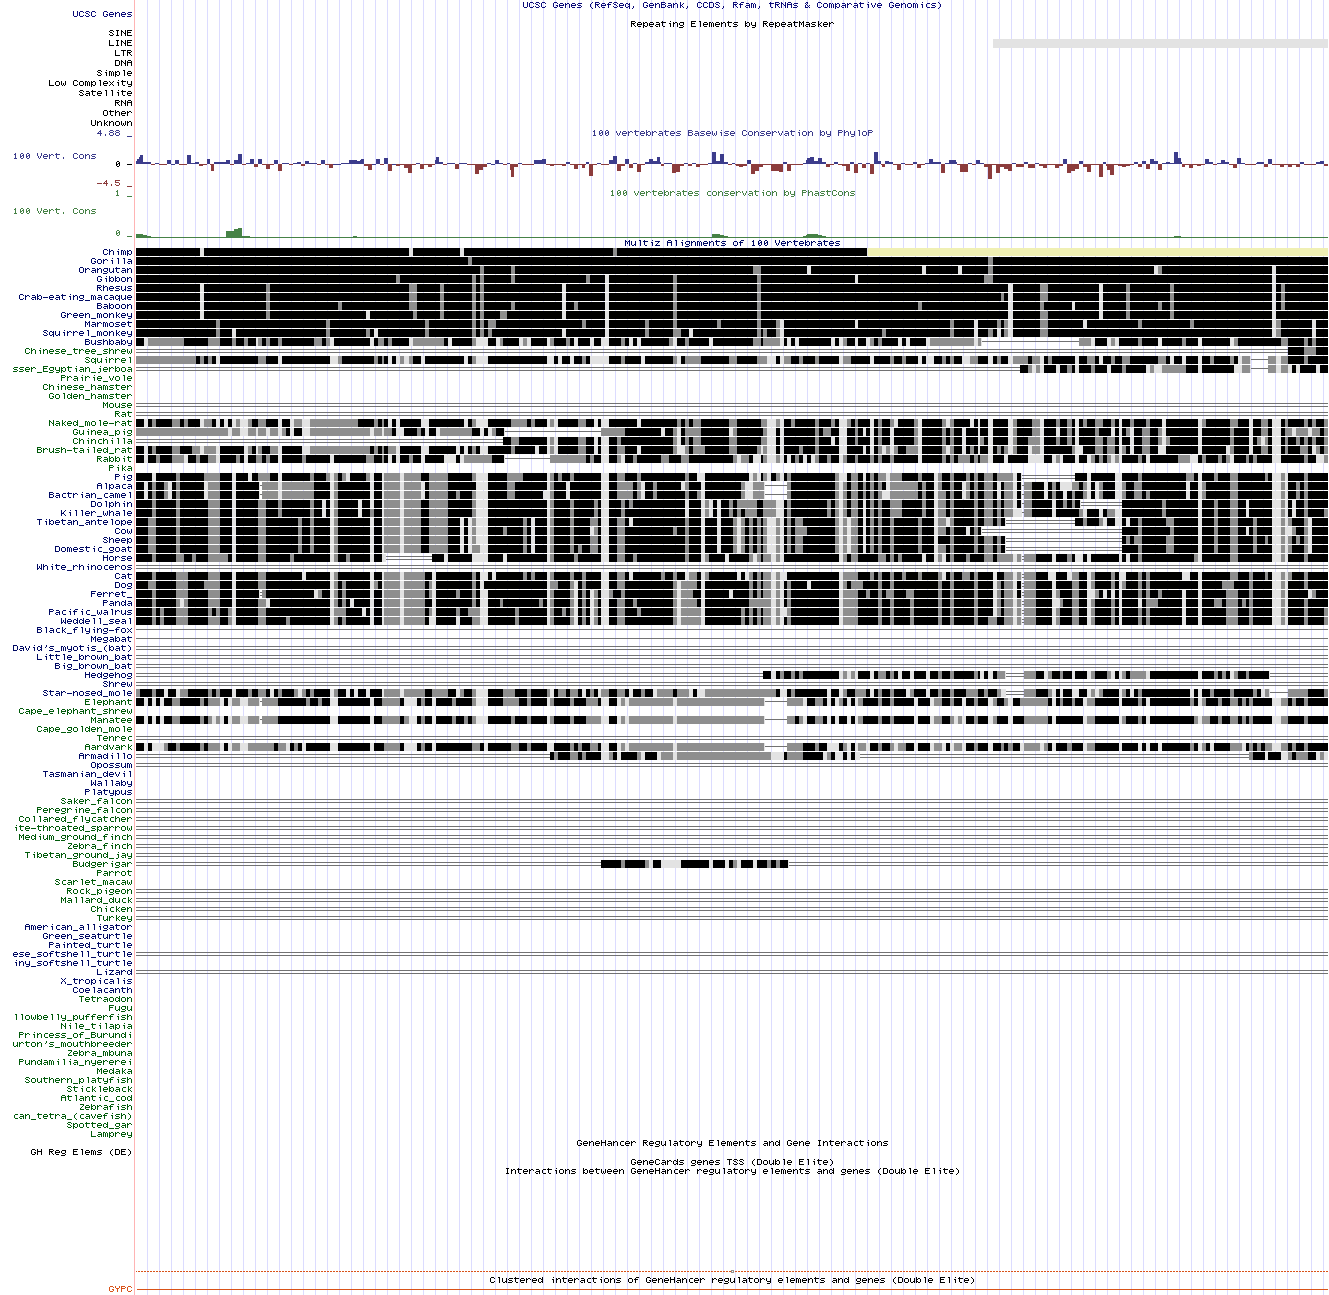 UCSC Genes (RefSeq, GenBank, CCDS, Rfam, tRNAs & Comparative Genomics)
UCSC Genes
Repeating Elements by RepeatMasker
SINE
LINE
LTR
DNA
Simple
Low Complexity
Satellite
RNA
Other
Unknown
4.88 _
100 vertebrates Basewise Conservation by PhyloP
100 Vert. Cons
0 -
-4.5 _
100 vertebrates conservation by PhastCons
1 _
100 Vert. Cons
0 _
Multiz Alignments of 100 Vertebrates
Chimp
Gorilla
Orangutan
Gibbon
Rhesus
Crab-eating_macaque
Baboon
Green_monkey
Marmoset
Squirrel_monkey
Bushbaby
Chinese_tree_shrew
Squirrel
sser_Egyptian_jerboa
Prairie_vole
Chinese_hamster
Golden_hamster
Mouse
Rat
Naked_mole-rat
Guinea_pig
Chinchilla
Brush-tailed_rat
Rabbit
Pika
Pig
Alpaca
Bactrian_camel
Dolphin
Killer_whale
Tibetan_antelope
Cow
Sheep
Domestic_goat
Horse
White_rhinoceros
Cat
Dog
Ferret_
Panda
Pacific_walrus
Weddell_seal
Black_flying-fox
Megabat
David's_myotis_(bat)
Little_brown_bat
Big_brown_bat
Hedgehog
Shrew
Star-nosed_mole
Elephant
Cape_elephant_shrew
Manatee
Cape_golden_mole
Tenrec
Aardvark
Armadillo
Opossum
Tasmanian_devil
Wallaby
Platypus
Saker_falcon
Peregrine_falcon
Collared_flycatcher
ite-throated_sparrow
Medium_ground_finch
Zebra_finch
Tibetan_ground_jay
Budgerigar
Parrot
Scarlet_macaw
Rock_pigeon
Mallard_duck
Chicken
Turkey
American_alligator
Green_seaturtle
Painted_turtle
ese_softshell_turtle
iny_softshell_turtle
Lizard
X_tropicalis
Coelacanth
Tetraodon
Fugu
llowbelly_pufferfish
Nile_tilapia
Princess_of_Burundi
urton's_mouthbreeder
Zebra_mbuna
Pundamilia_nyererei
Medaka
Southern_platyfish
Stickleback
Atlantic_cod
Zebrafish
can_tetra_(cavefish)
Spotted_gar
Lamprey
GeneHancer Regulatory Elements and Gene Interactions
GH Reg Elems (DE)
GeneCards genes TSS (Double Elite)
Interactions between GeneHancer regulatory elements and genes (Double Elite)
Clustered interactions of GeneHancer regulatory elements and genes (Double Elite)
GYPC